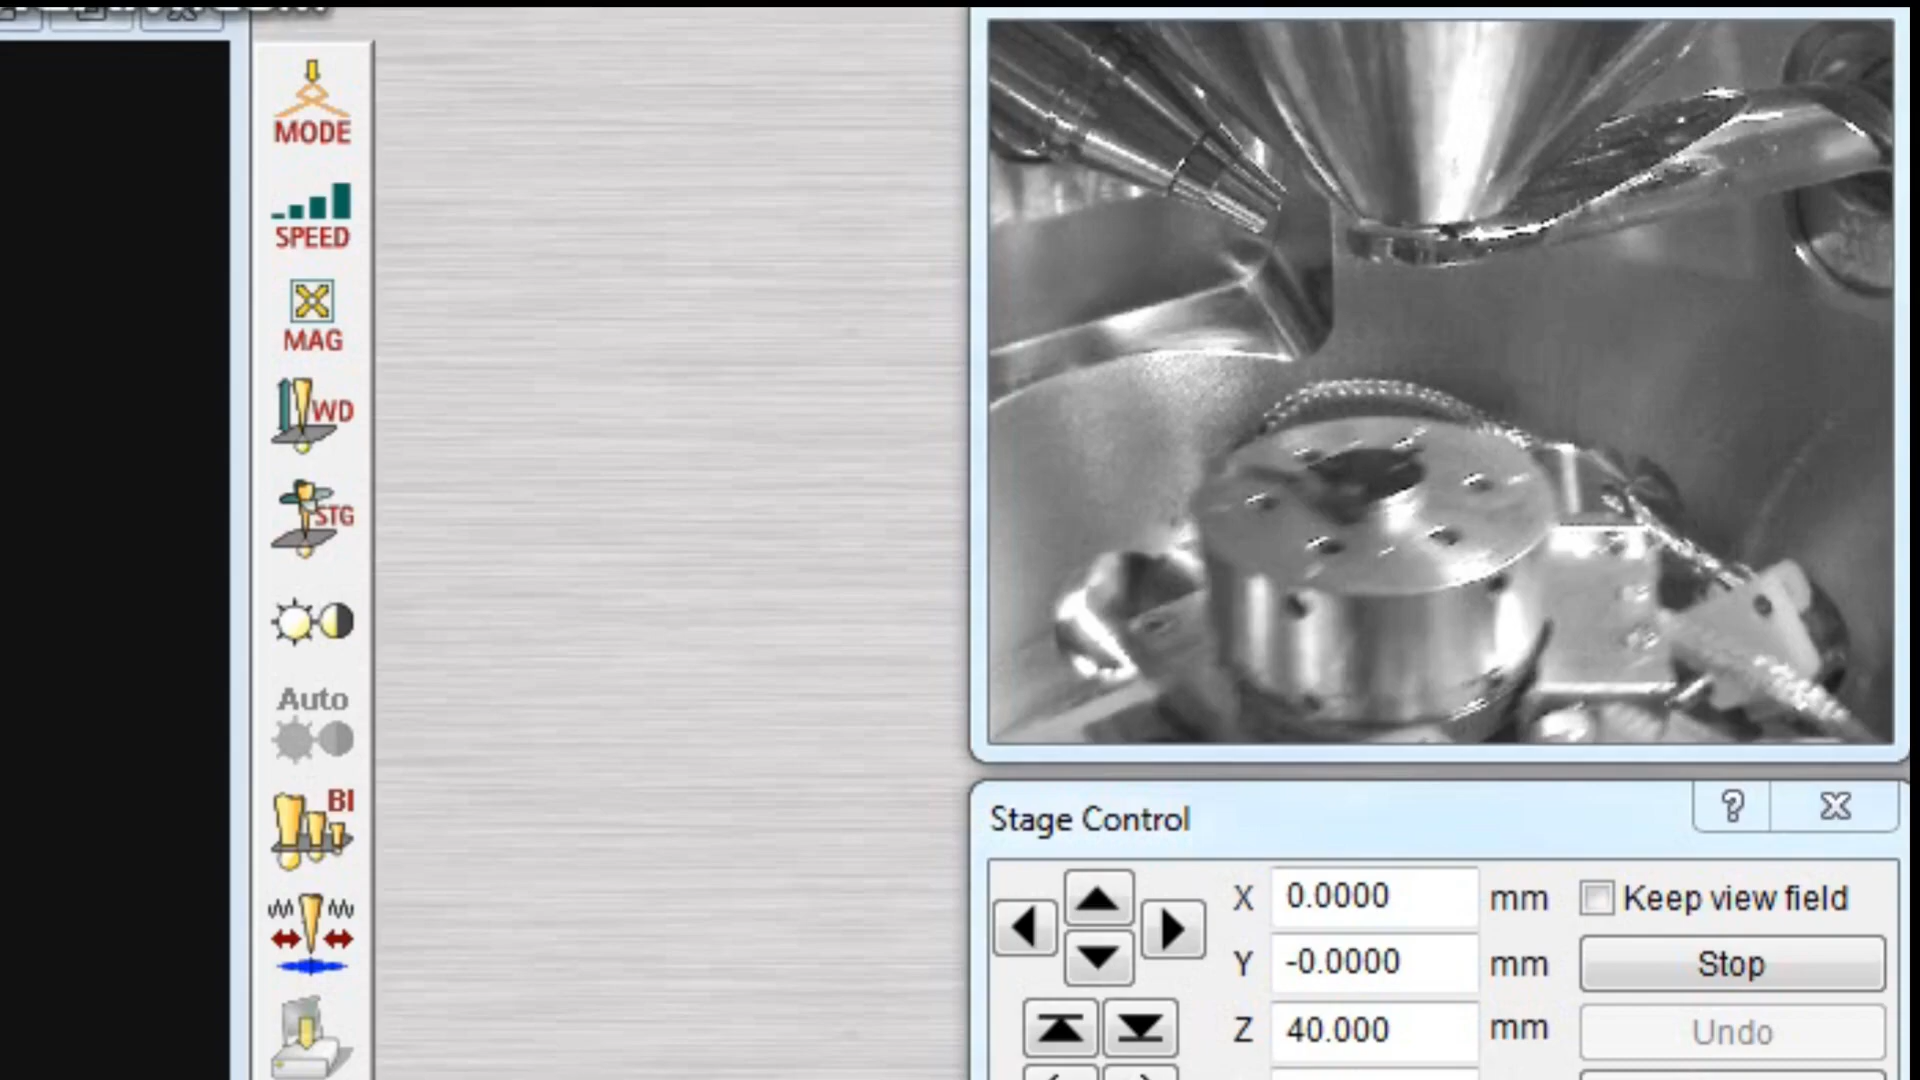 MODE
SPEED
MAG
WD
STG
Auto
BI
Stage Control
X 0.0000 mm Keep view field
Y -0.0000 mm Stop
Z 40.000 mm Undo